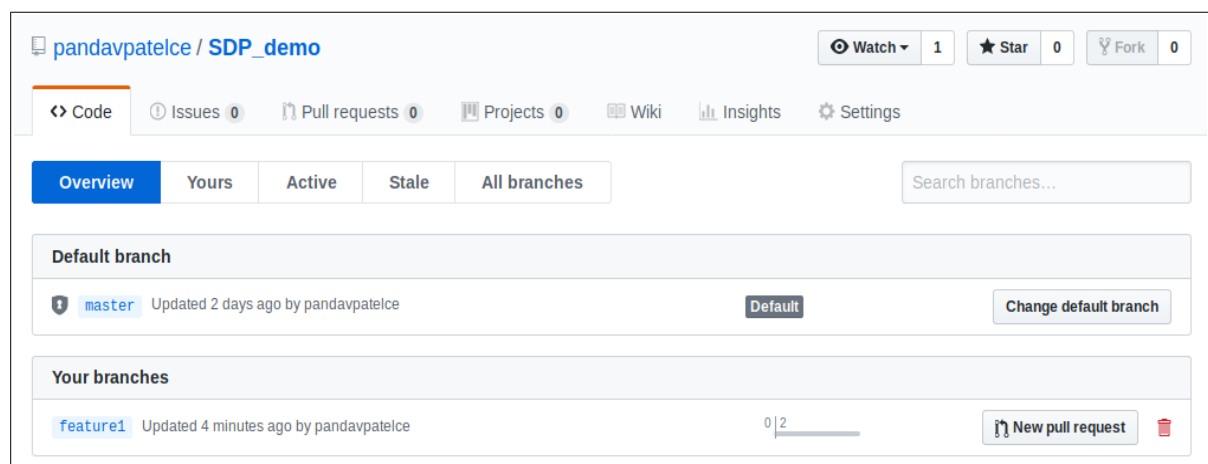 pandavpatelce / SDP_demo
Watch 1 Star 0 Fork 0
Code Issues 0 Pull requests 0 Projects 0 Wiki Insights Settings
Overview Yours Active Stale All branches Search branches...
Default branch
master Updated 2 days ago by pandavpatelce Default Change default branch
Your branches
feature1 Updated 4 minutes ago by pandavpatelce 0 2 New pull request